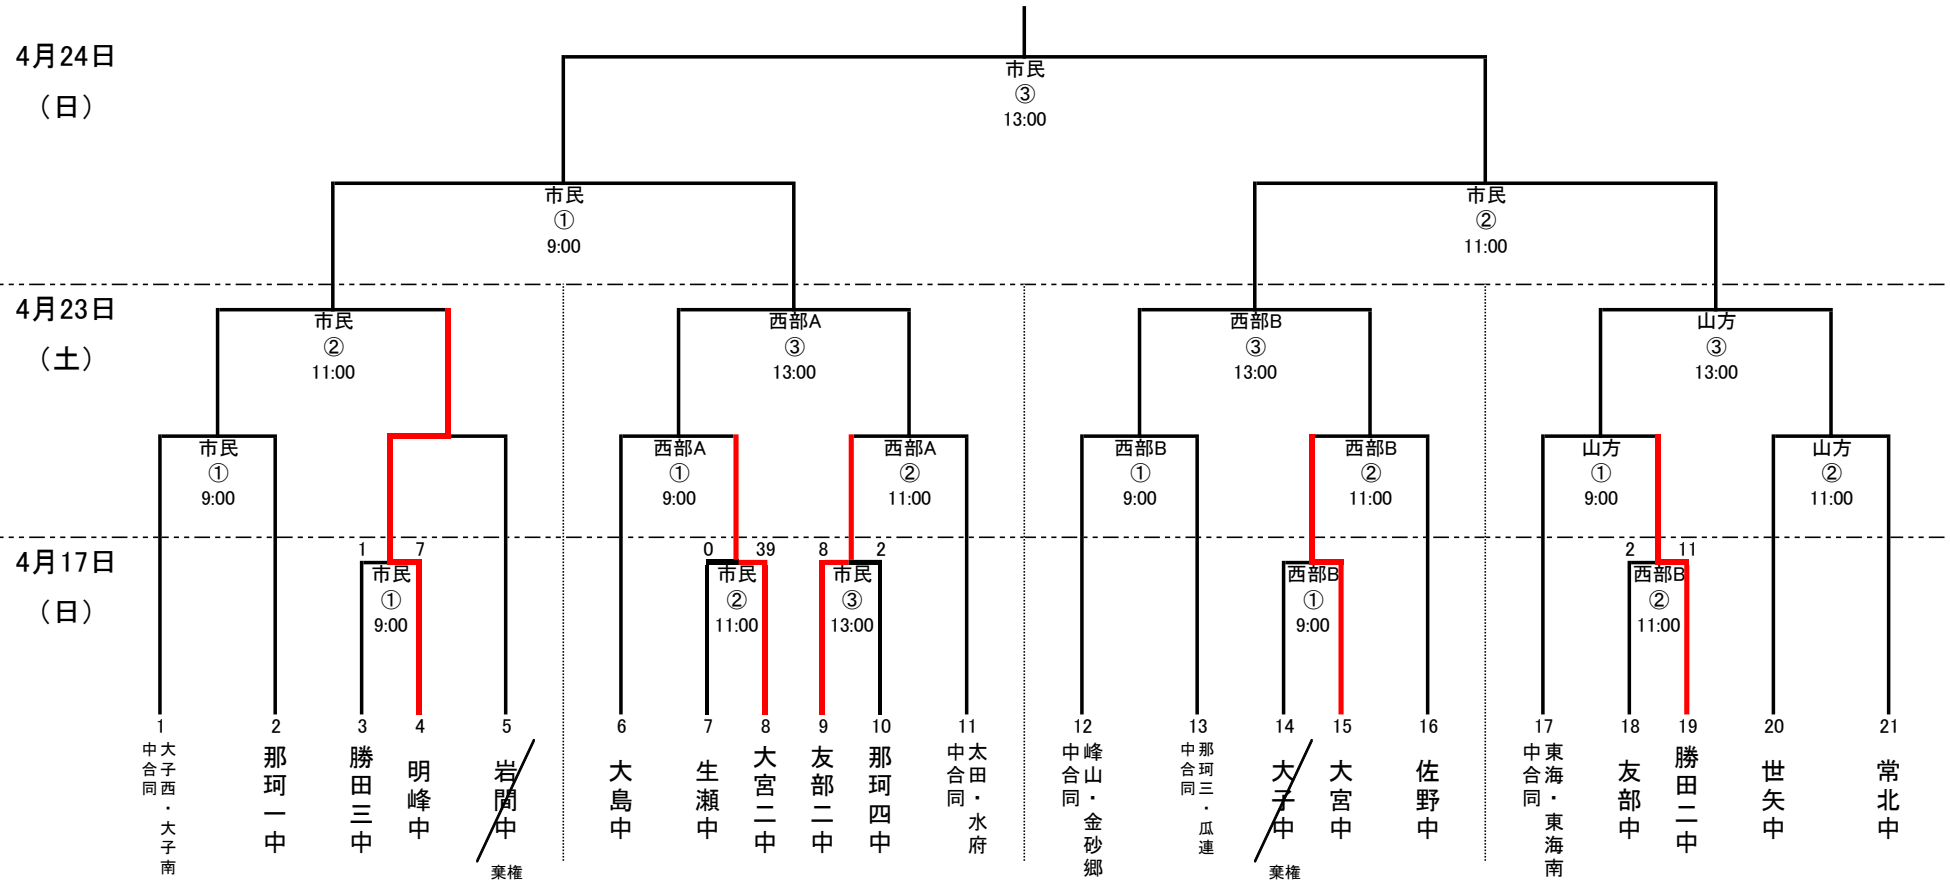 4月24日
（日）
市民
③
13:00
市民
①
9:00
市民
②
11:00
4月23日
（土）
市民
②
11:00
西部A
③
13:00
西部B
③
13:00
山方
③
13:00
市民
①
9:00
西部A
①
9:00
西部A
②
11:00
西部B
①
9:00
西部B
②
11:00
山方
①
9:00
山方
②
11:00
4月17日
（日）
1 7
市民
①
9:00
0 39
市民
②
11:00
8 2
市民
③
13:00
西部B
①
9:00
2 11
西部B
②
11:00
1 2 3 4 5 6 7 8 9 10 11 12 13 14 15 16 17 18 19 20 21
大子西・大子南
中合同
那珂一中
勝田三中
明峰中
岩間中
棄権
大島中
生瀬中
大宮二中
友部二中
那珂四中
太田・水府
中合同
峰山・金砂郷
中合同
那珂三・瓜連
中合同
大子中
棄権
大宮中
佐野中
東海・東海南
中合同
友部中
勝田二中
世矢中
常北中